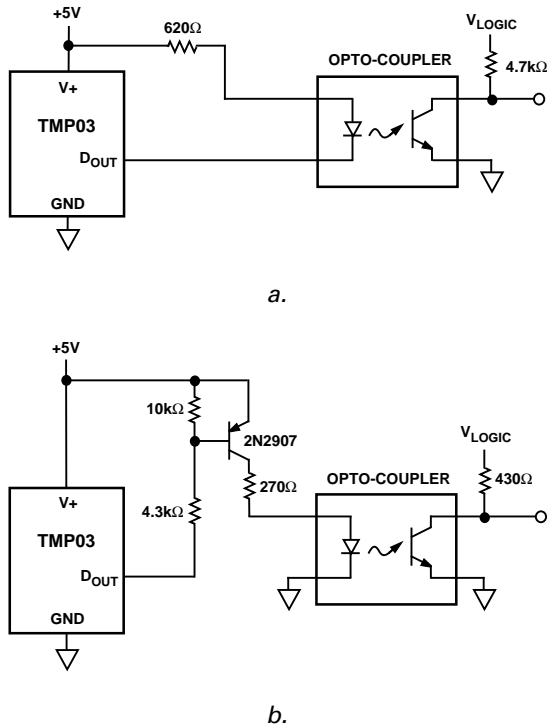 +5V
620Ω
V+
TMP03
DOUT
GND
OPTO-COUPLER
VLOGIC
4.7kΩ
a.
+5V
10kΩ
2N2907
270Ω
4.3kΩ
V+
TMP03
DOUT
GND
OPTO-COUPLER
VLOGIC
430Ω
b.